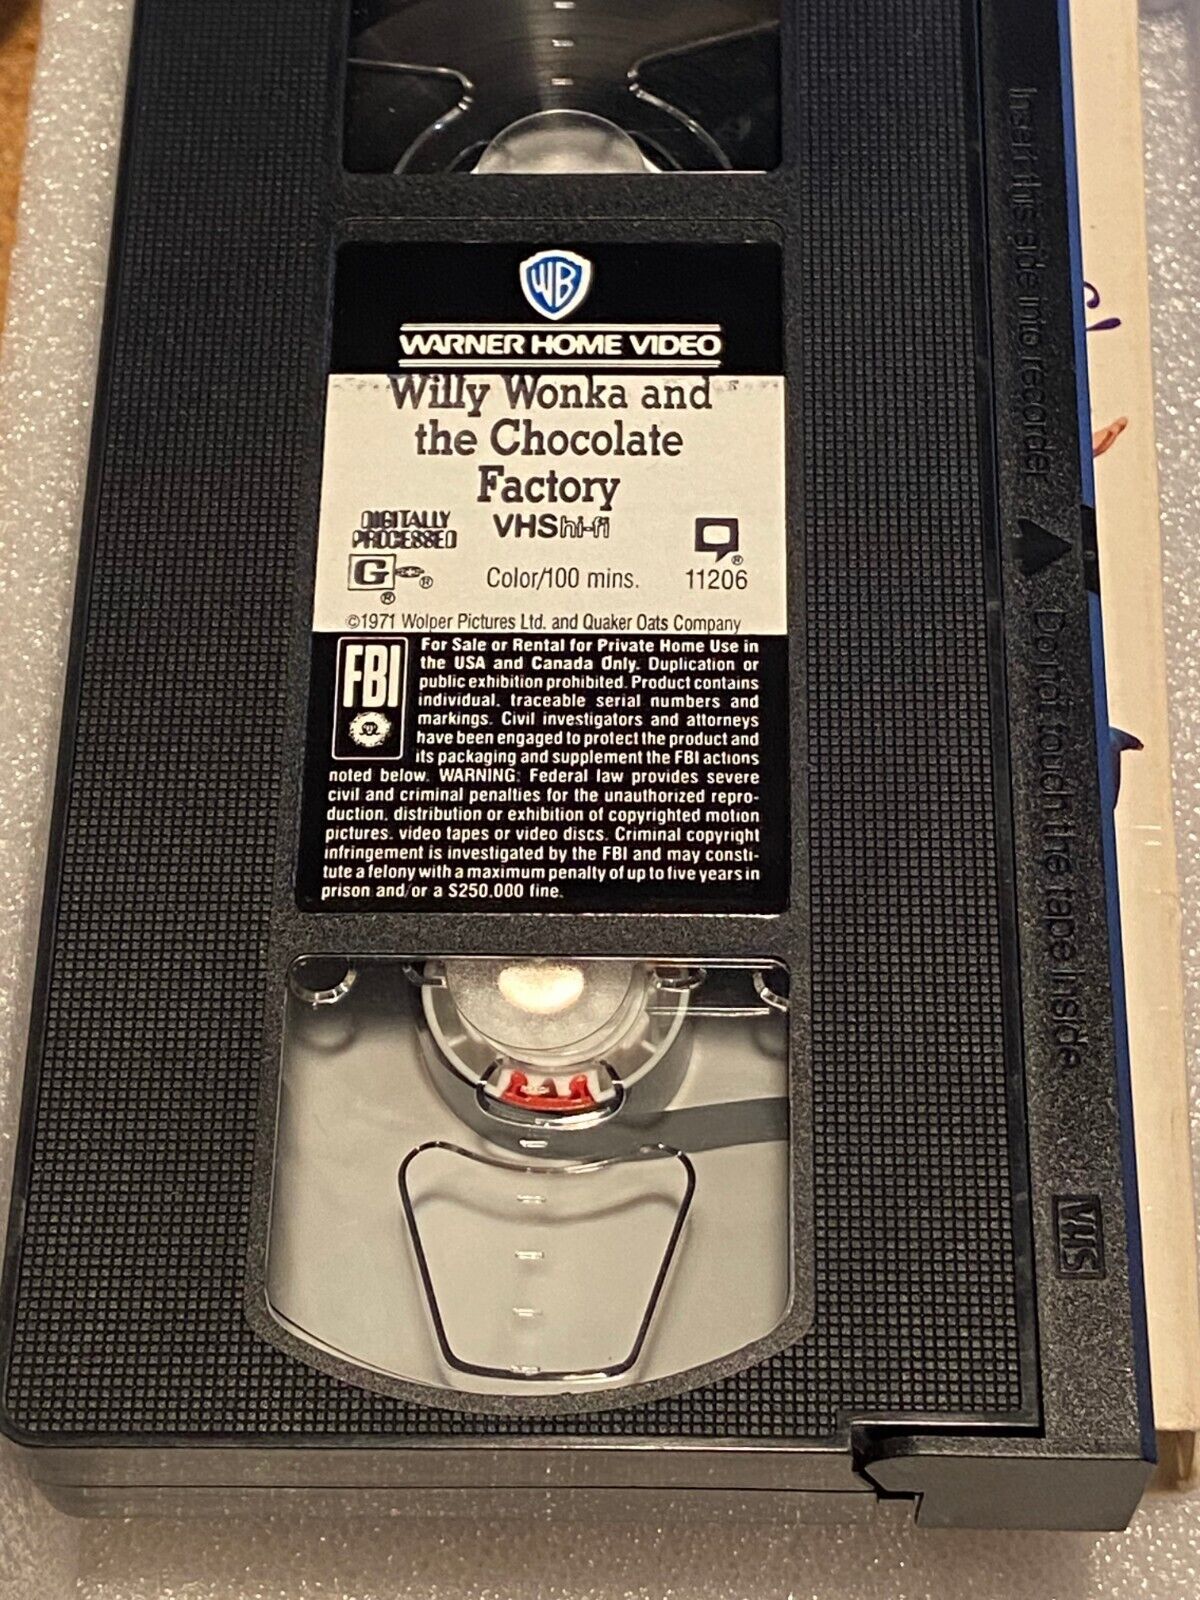 WB
WARNER HOME VIDEO
Willy Wonka and
the Chocolate
Factory
DIGITALLY
PROCESSED
VHS hi-fi
G ®
®
®
Color/100 mins.
11206
©1971 Wolper Pictures Ltd. and Quaker Oats Company
FBI
For Sale or Rental for Private Home Use in
the USA and Canada Only. Duplication or
public exhibition prohibited. Product contains
individual, traceable serial numbers and
markings. Civil investigators and attorneys
have been engaged to protect the product and
its packaging and supplement the FBI actions
noted below. WARNING: Federal law provides severe
civil and criminal penalties for the unauthorized repro-
duction, distribution or exhibition of copyrighted motion
pictures, video tapes or video discs. Criminal copyright
infringement is investigated by the FBI and may consti-
tute a felony with a maximum penalty of up to five years in
prison and/or a $250.000 fine.
Insert this side into recorder
Do not touch the tape inside
VHS